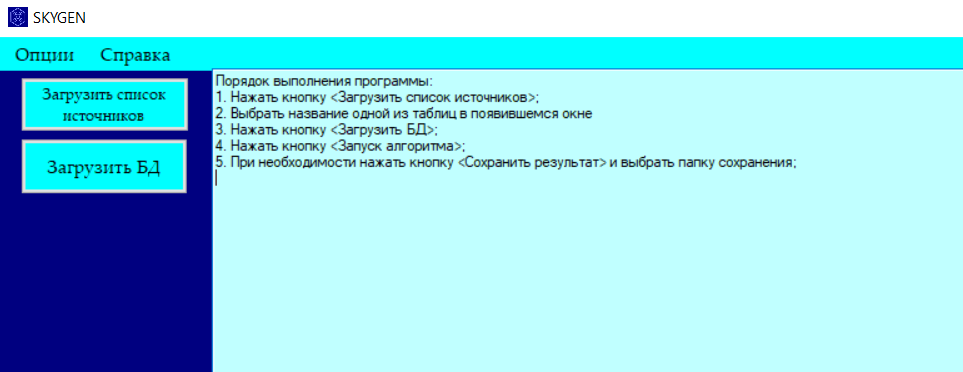 SKYGEN
Опции Справка
Загрузить список
источников
Загрузить БД
Порядок выполнения программы:
1. Нажать кнопку <Загрузить список источников>;
2. Выбрать название одной из таблиц в появившемся окне
3. Нажать кнопку <Загрузить БД>;
4. Нажать кнопку <Запуск алгоритма>;
5. При необходимости нажать кнопку <Сохранить результат> и выбрать папку сохранения;